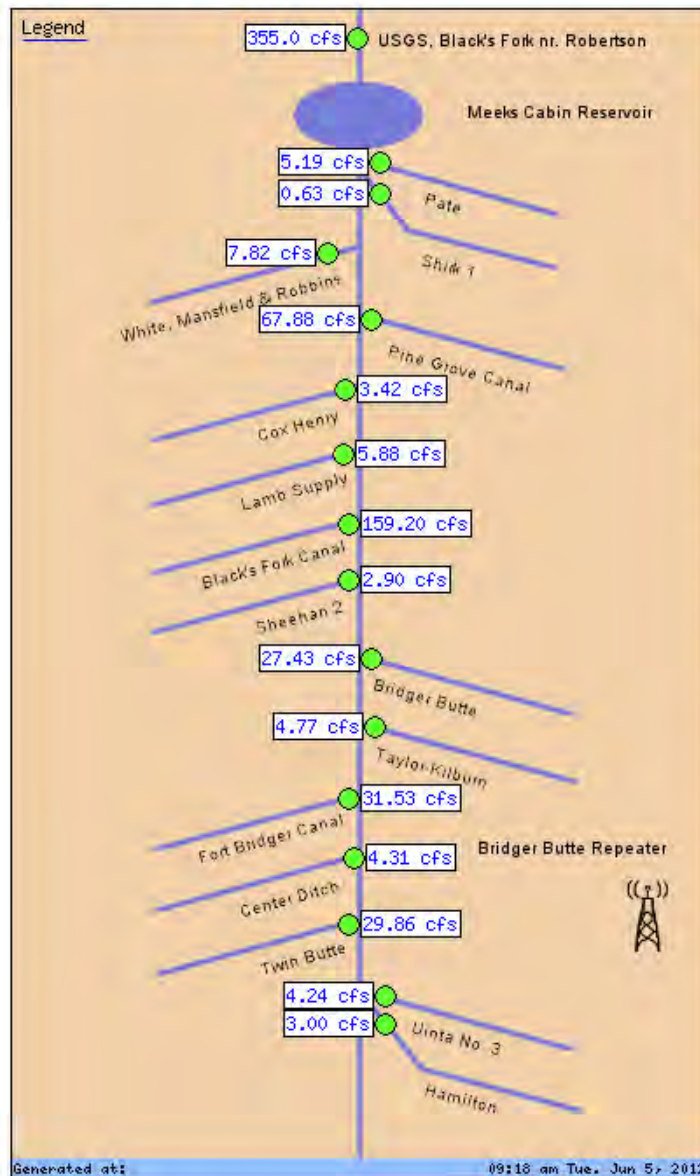 Legend
355.0 cfs
USGS, Black's Fork nr. Robertson
Meeks Cabin Reservoir
5.19 cfs
Pate
0.63 cfs
Shirk 1
7.82 cfs
White, Mansfield & Robbins
67.88 cfs
Pine Grove Canal
3.42 cfs
Cox Henry
5.88 cfs
Lamb Supply
159.20 cfs
Black's Fork Canal
2.90 cfs
Sheehan 2
27.43 cfs
Bridger Butte
4.77 cfs
Taylor-Kilburn
31.53 cfs
Fort Bridger Canal
4.31 cfs
Bridger Butte Repeater
Center Ditch
29.86 cfs
Twin Butte
4.24 cfs
Uinta No. 3
3.00 cfs
Hamilton
Generated at: 09:18 am Tue. Jun 5, 201